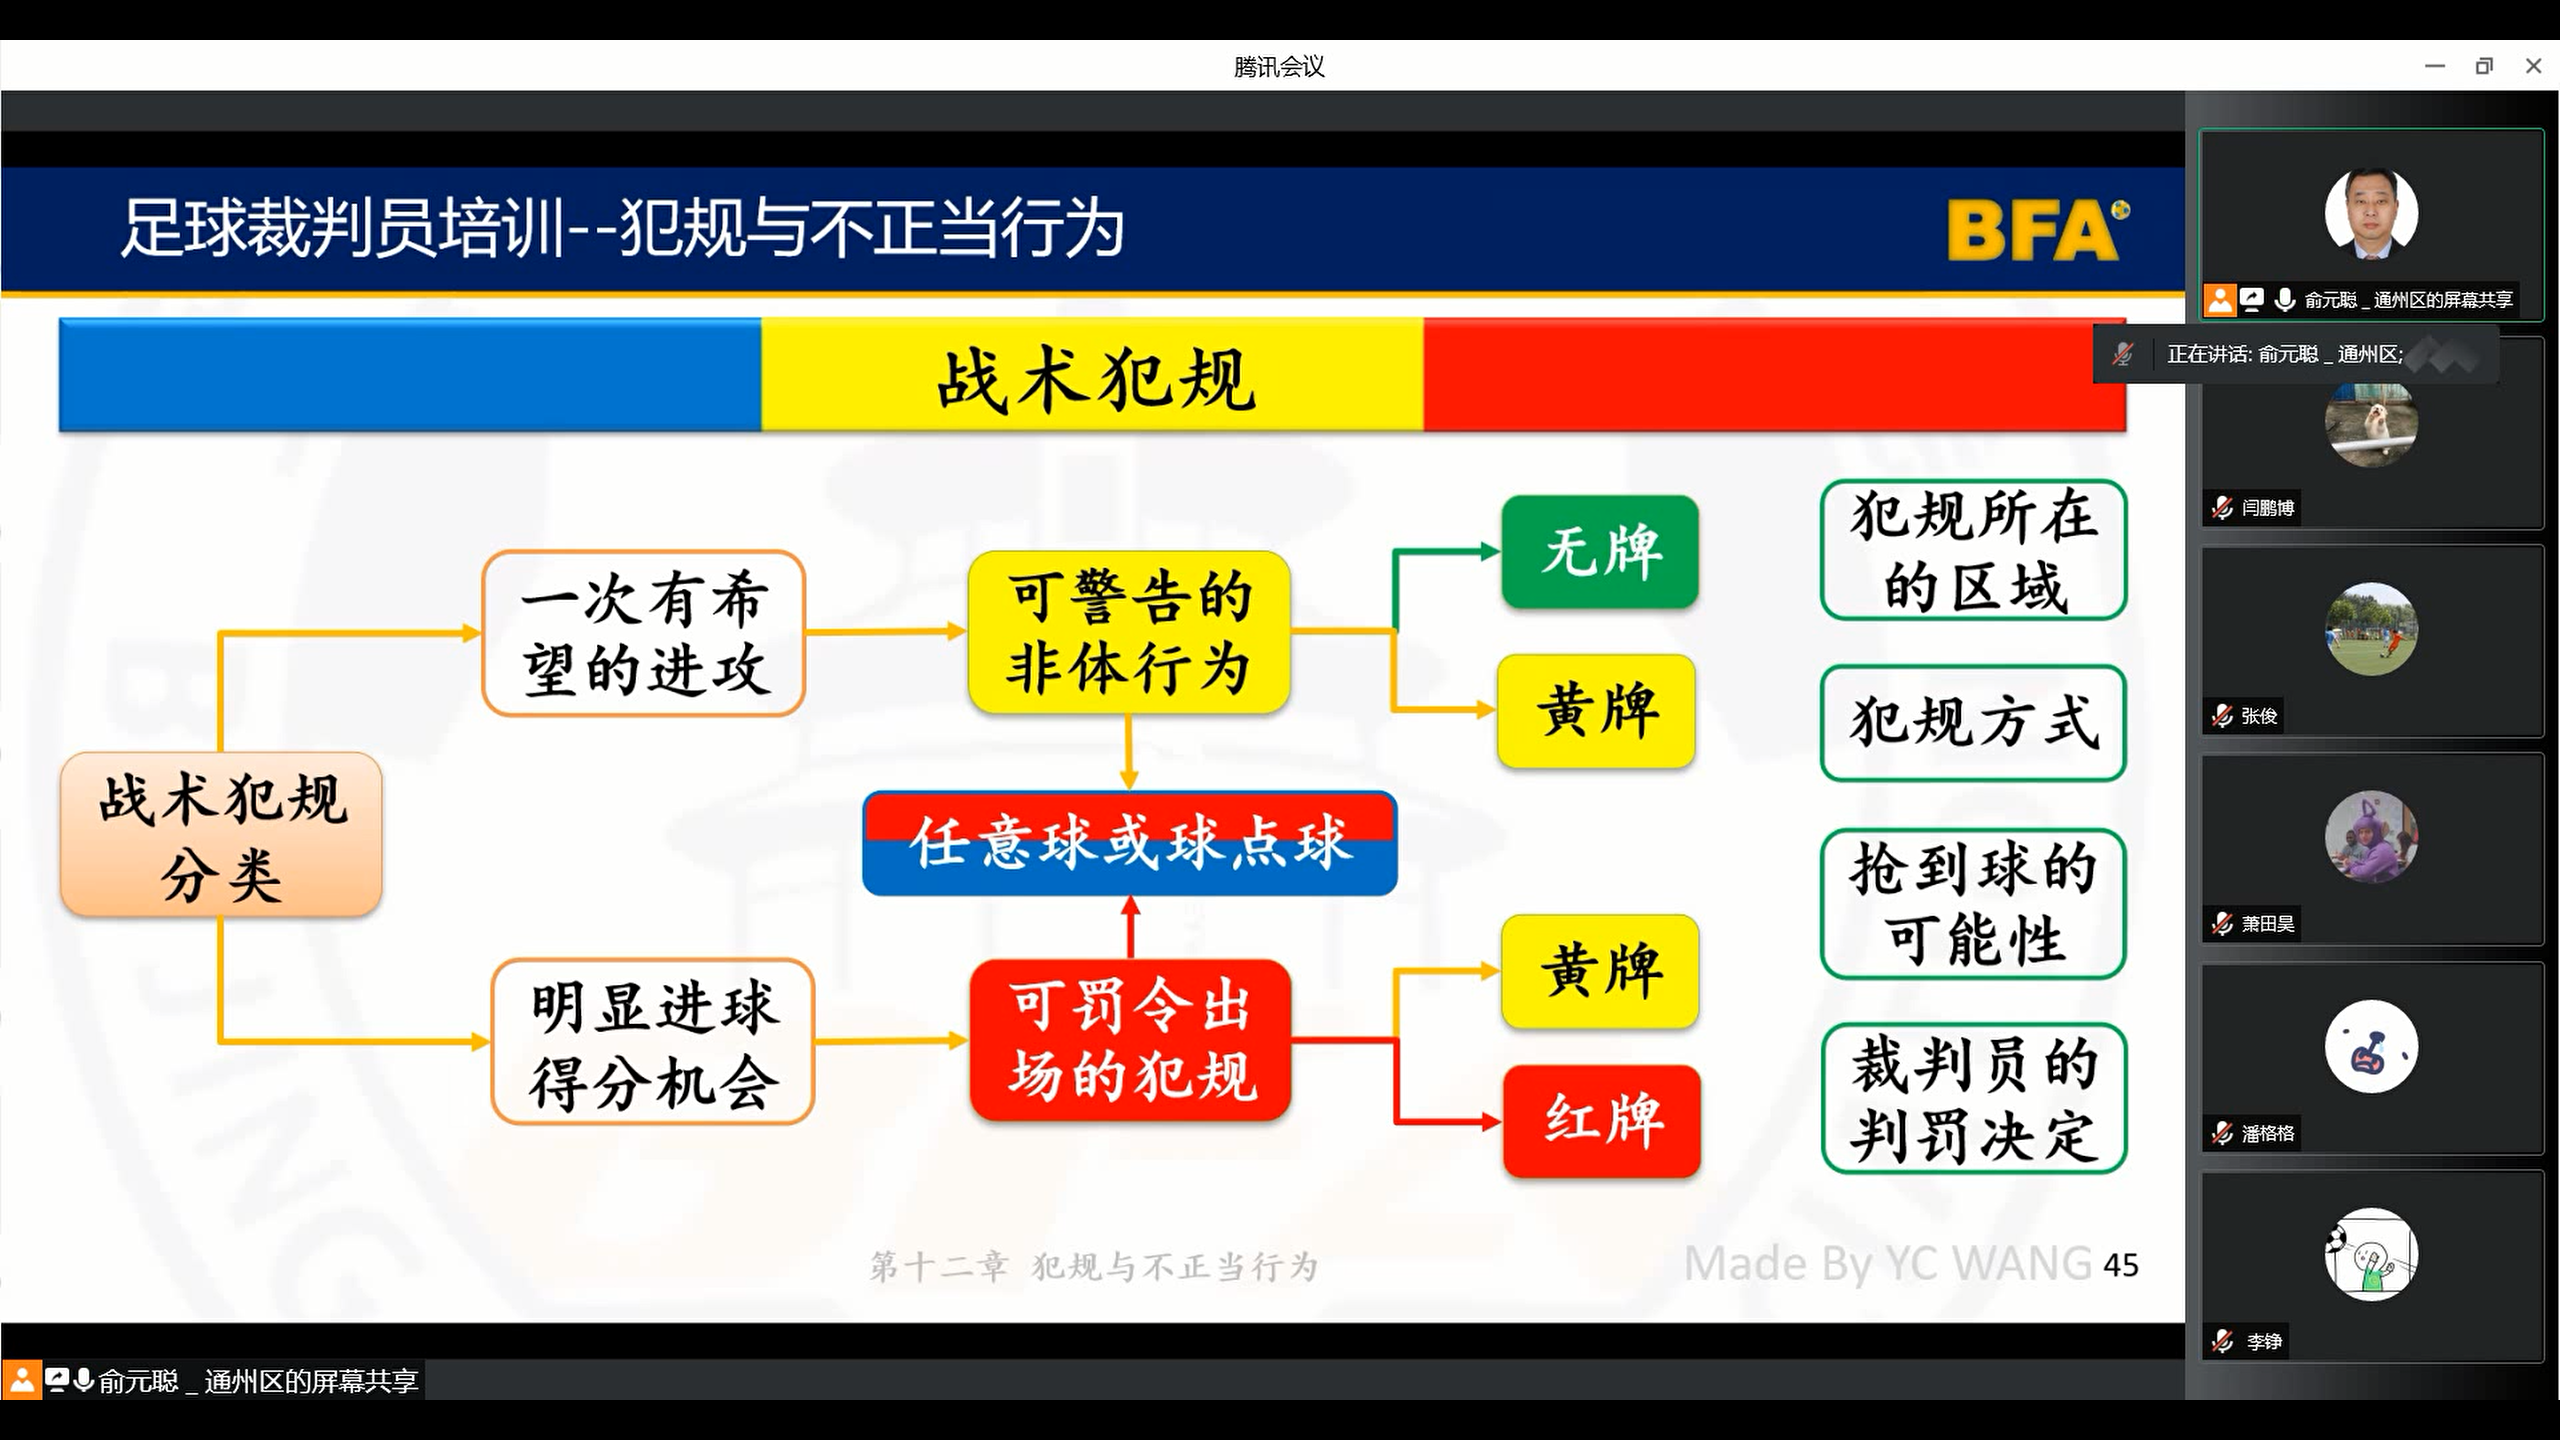 腾讯会议
足球裁判员培训--犯规与不正当行为
BFA
战术犯规
战术犯规
分类
一次有希
望的进攻
可警告的
非体行为
无牌
黄牌
任意球或球点球
明显进球
得分机会
可罚令出
场的犯规
黄牌
红牌
犯规所在
的区域
犯规方式
抢到球的
可能性
裁判员的
判罚决定
第十二章 犯规与不正当行为
Made By YC WANG
45
俞元聪_通州区的屏幕共享
俞元聪_通州区的屏幕共享
正在讲话: 俞元聪_通州区;
闫鹏博
张俊
萧田昊
潘格格
李铮